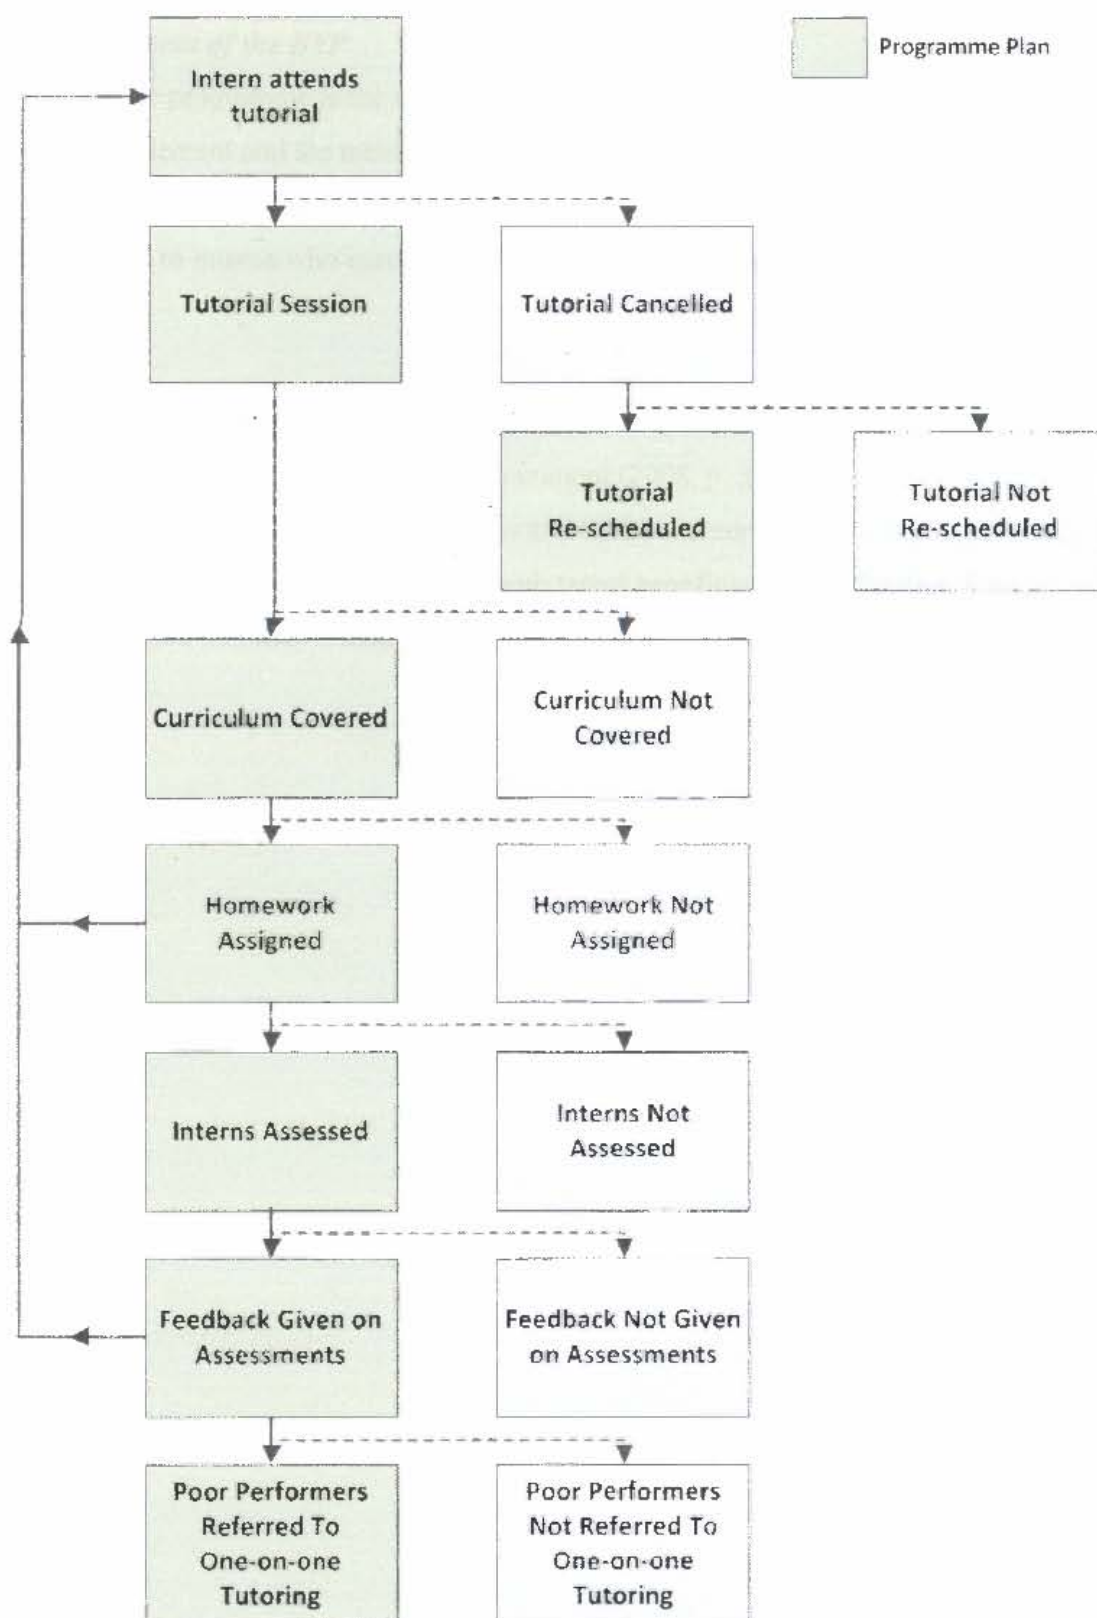 Programme Plan
Intern attends
tutorial
Tutorial Session
Tutorial Cancelled
Tutorial
Re-scheduled
Tutorial Not
Re-scheduled
Curriculum Covered
Curriculum Not
Covered
Homework
Assigned
Homework Not
Assigned
Interns Assessed
Interns Not
Assessed
Feedback Given on
Assessments
Feedback Not Given
on Assessments
Poor Performers
Referred To
One-on-one
Tutoring
Poor Performers
Not Referred To
One-on-one
Tutoring